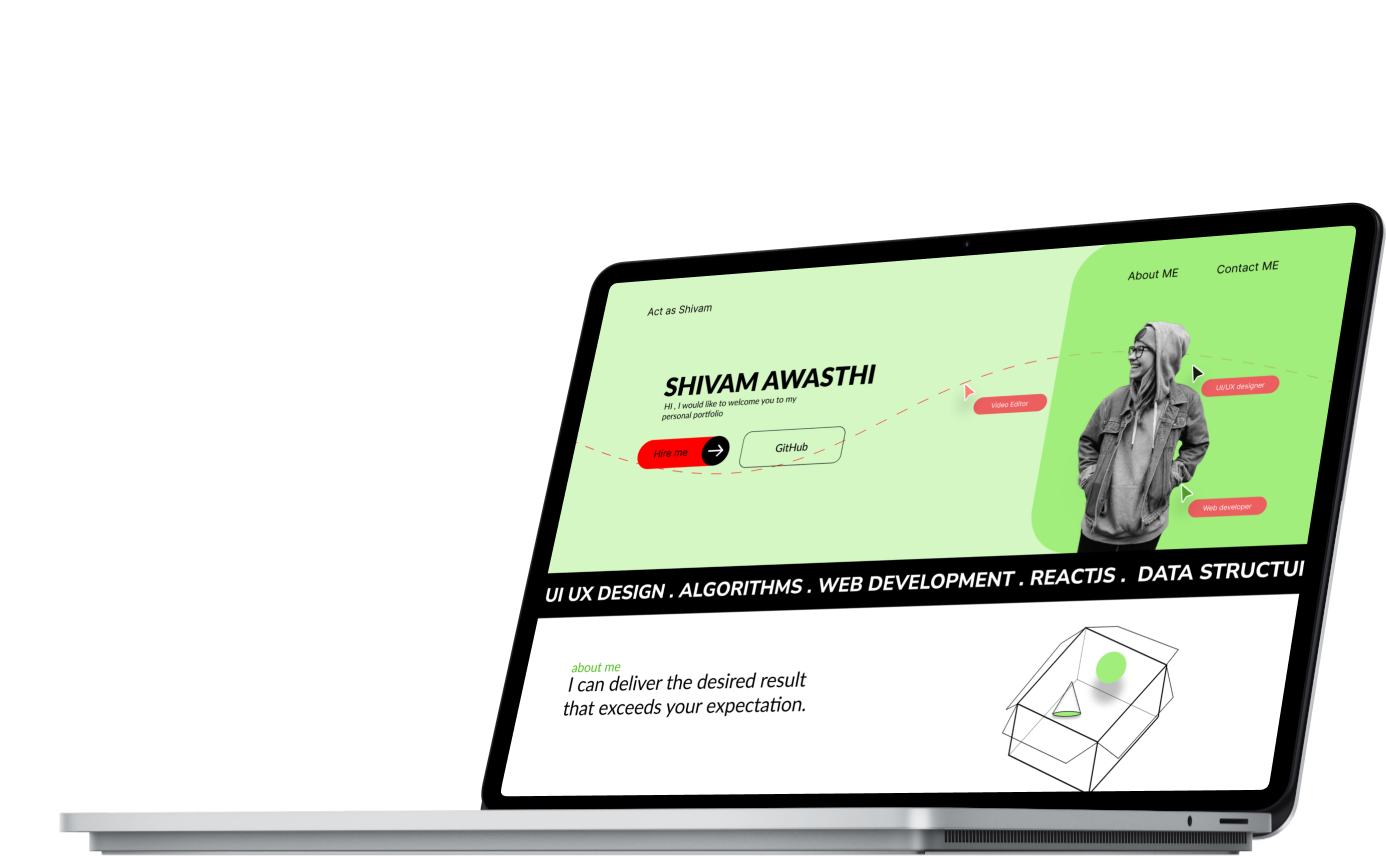 Act as Shivam
About ME
Contact ME
SHIVAM AWASTHI
HI , I would like to welcome you to my
personal portfolio
Hire me
GitHub
Video Editor
UI/UX designer
Web developer
UI UX DESIGN . ALGORITHMS . WEB DEVELOPMENT . REACTJS . DATA STRUCTUI
about me
I can deliver the desired result
that exceeds your expectation.